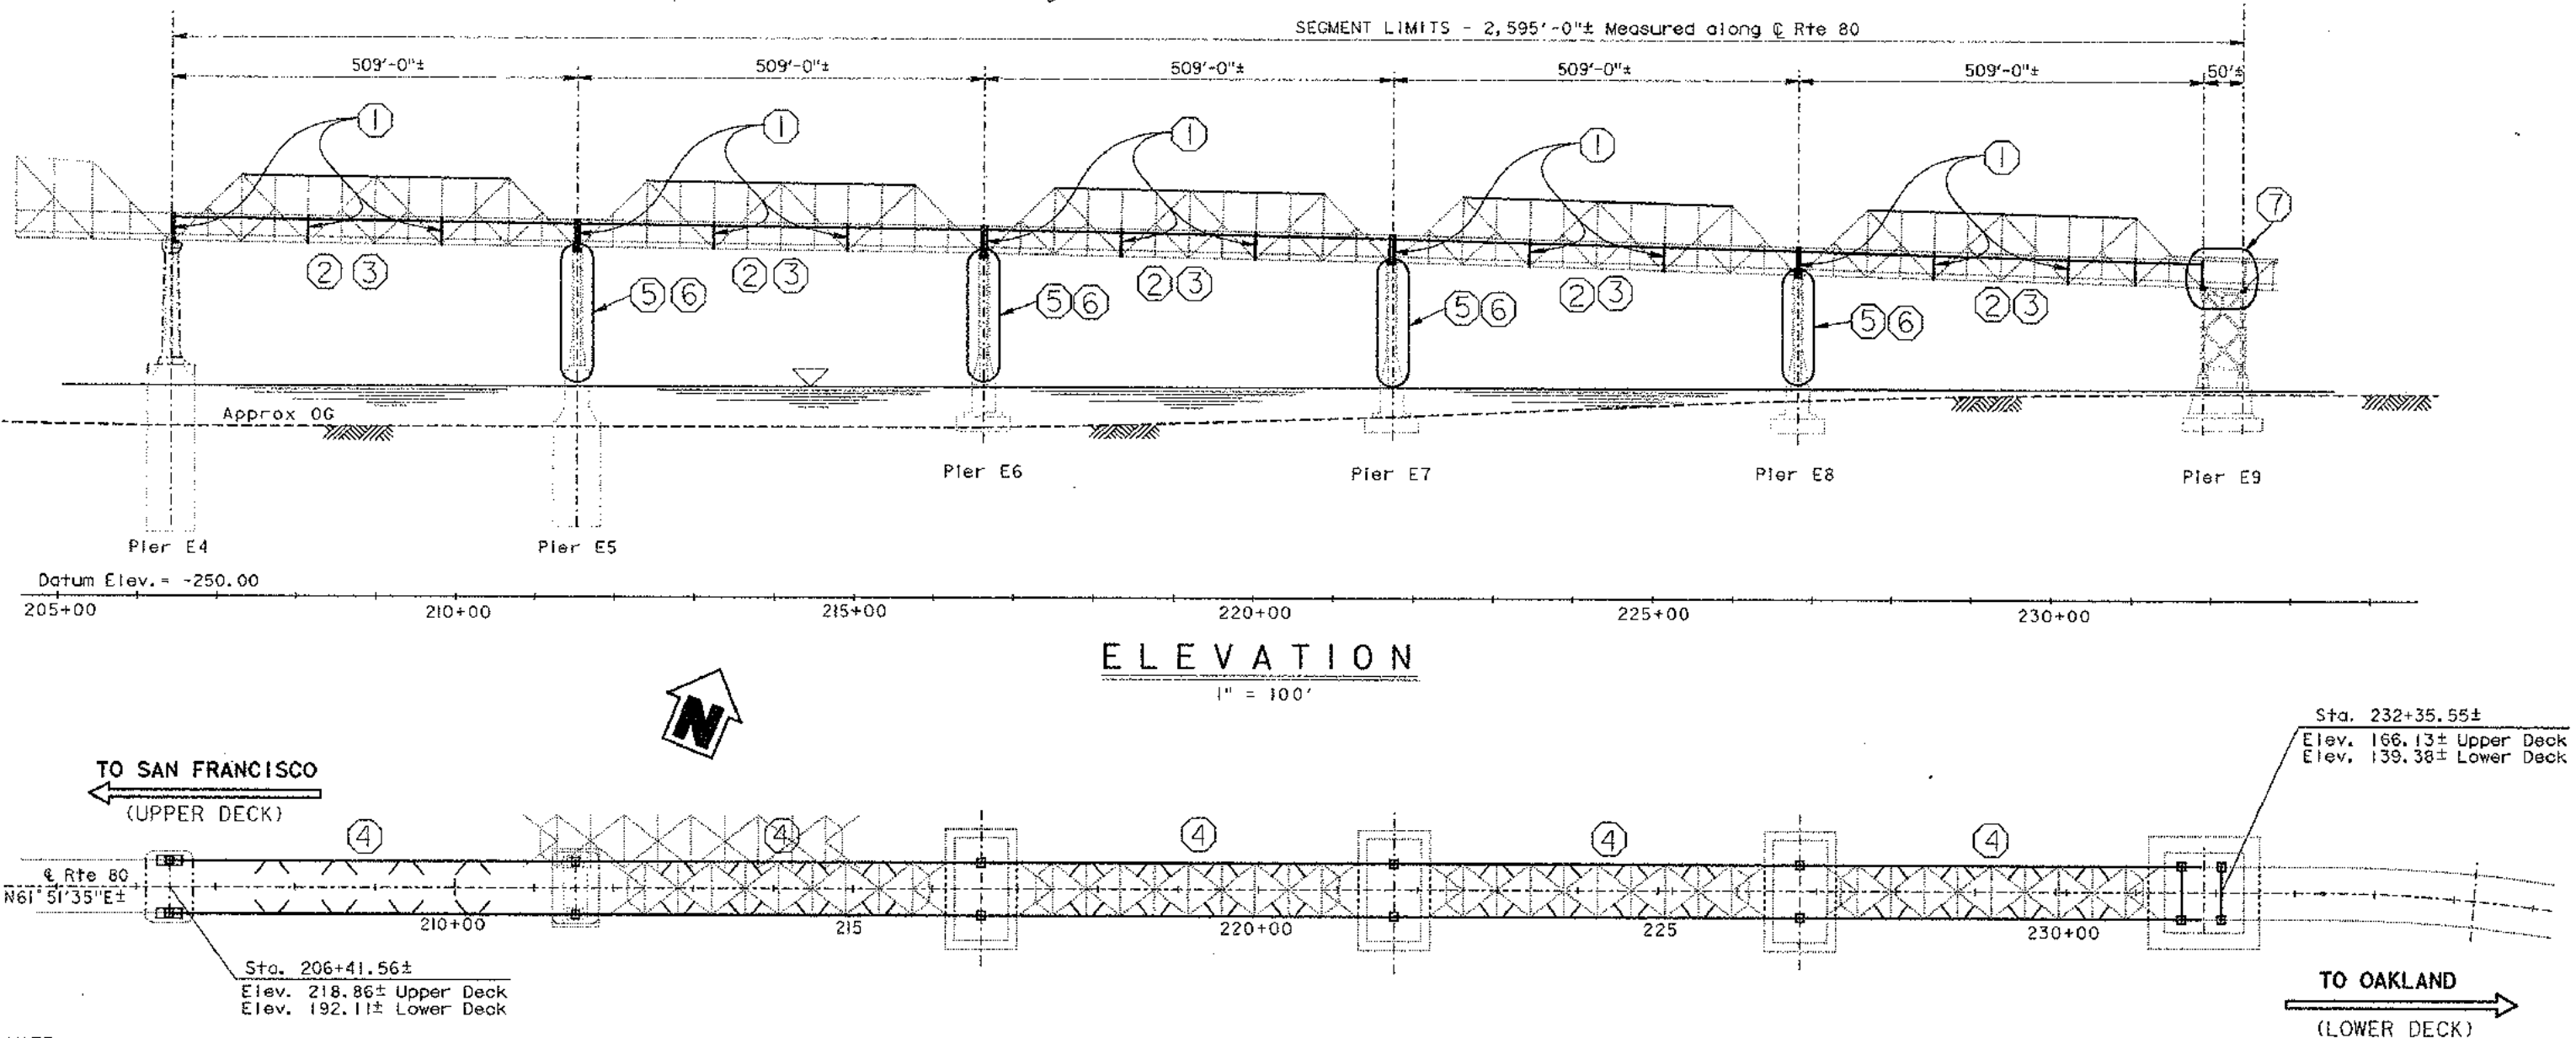 SEGMENT LIMITS - 2,595'-0"± Measured along ℄ Rte 80
509'-0"± 509'-0"± 509'-0"± 509'-0"± 509'-0"± 50'±
1 1 1 1 1
7
2 3 2 3 2 3 2 3 2 3
5 6 5 6 5 6 5 6
Approx OG
Pier E6 Pier E7 Pier E8 Pier E9
Pier E4 Pier E5
Datum Elev.= -250.00
205+00 210+00 215+00 220+00 225+00 230+00
ELEVATION
1" = 100'
N
Sta. 232+35.55±
Elev. 166.13± Upper Deck
Elev. 139.38± Lower Deck
TO SAN FRANCISCO
(UPPER DECK)
4 4 4 4 4
℄ Rte 80
N61°51'35"E±
210+00 215 220+00 225 230+00
Sta. 206+41.56±
Elev. 218.86± Upper Deck
Elev. 192.11± Lower Deck
TO OAKLAND
(LOWER DECK)